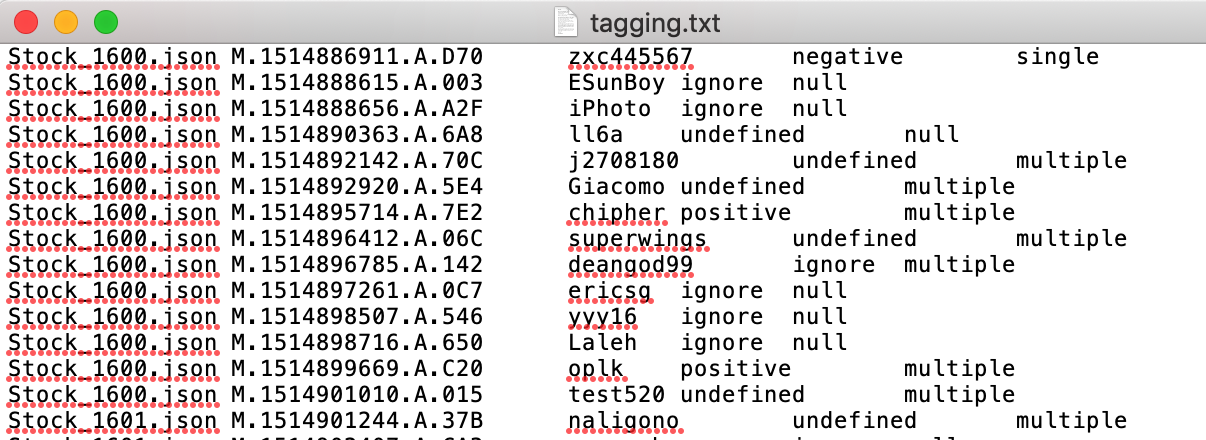 tagging.txt
Stock_1600.json M.1514886911.A.D70 zxc445567 negative single
Stock_1600.json M.1514888615.A.003 ESunBoy ignore null
Stock_1600.json M.1514888656.A.A2F iPhoto ignore null
Stock_1600.json M.1514890363.A.6A8 ll6a undefined null
Stock_1600.json M.1514892142.A.70C j2708180 undefined multiple
Stock_1600.json M.1514892920.A.5E4 Giacomo undefined multiple
Stock_1600.json M.1514895714.A.7E2 chipher positive multiple
Stock_1600.json M.1514896412.A.06C superwings undefined multiple
Stock_1600.json M.1514896785.A.142 deangod99 ignore multiple
Stock_1600.json M.1514897261.A.0C7 ericsg ignore null
Stock_1600.json M.1514898507.A.546 yyy16 ignore null
Stock_1600.json M.1514898716.A.650 Laleh ignore null
Stock_1600.json M.1514899669.A.C20 oplk positive multiple
Stock_1600.json M.1514901010.A.015 test520 undefined multiple
Stock_1601.json M.1514901244.A.37B naligono undefined multiple